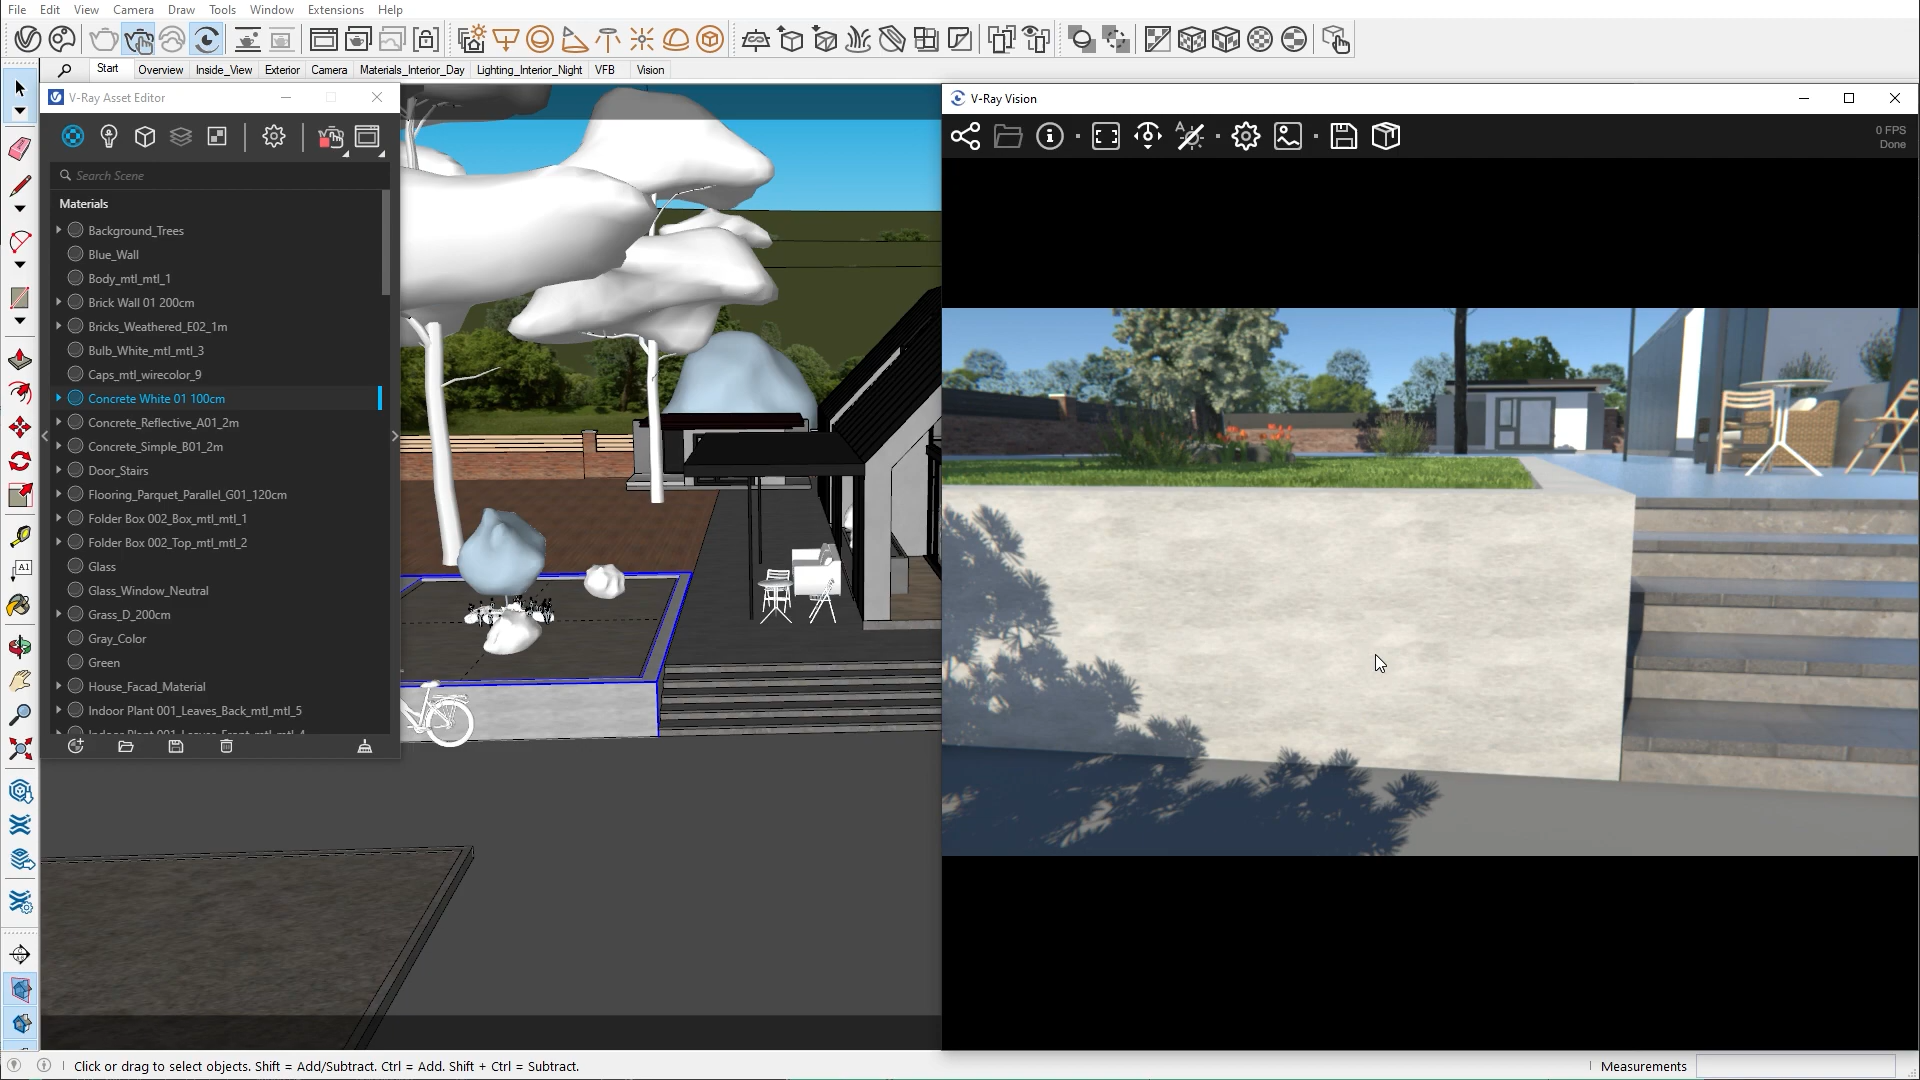 File Edit View Camera Draw Tools Window Extensions Help
Start Overview Inside_View Exterior Camera Materials_Interior_Day Lighting_Interior_Night VFB Vision
V-Ray Asset Editor
V-Ray Vision
0 FPS
Done
Search Scene
Materials
Background_Trees
Blue_Wall
Body_mtl_mtl_1
Brick Wall 01 200cm
Bricks_Weathered_E02_1m
Bulb_White_mtl_mtl_3
Caps_mtl_wirecolor_9
Concrete White 01 100cm
Concrete_Reflective_A01_2m
Concrete_Simple_B01_2m
Door_Stairs
Flooring_Parquet_Parallel_G01_120cm
Folder Box 002_Box_mtl_mtl_1
Folder Box 002_Top_mtl_mtl_2
Glass
Glass_Window_Neutral
Grass_D_200cm
Gray_Color
Green
House_Facad_Material
Indoor Plant 001_Leaves_Back_mtl_mtl_5
Indoor Plant 001_Leaves_Front_mtl_mtl_4
A1
Click or drag to select objects. Shift = Add/Subtract. Ctrl = Add. Shift + Ctrl = Subtract.
Measurements